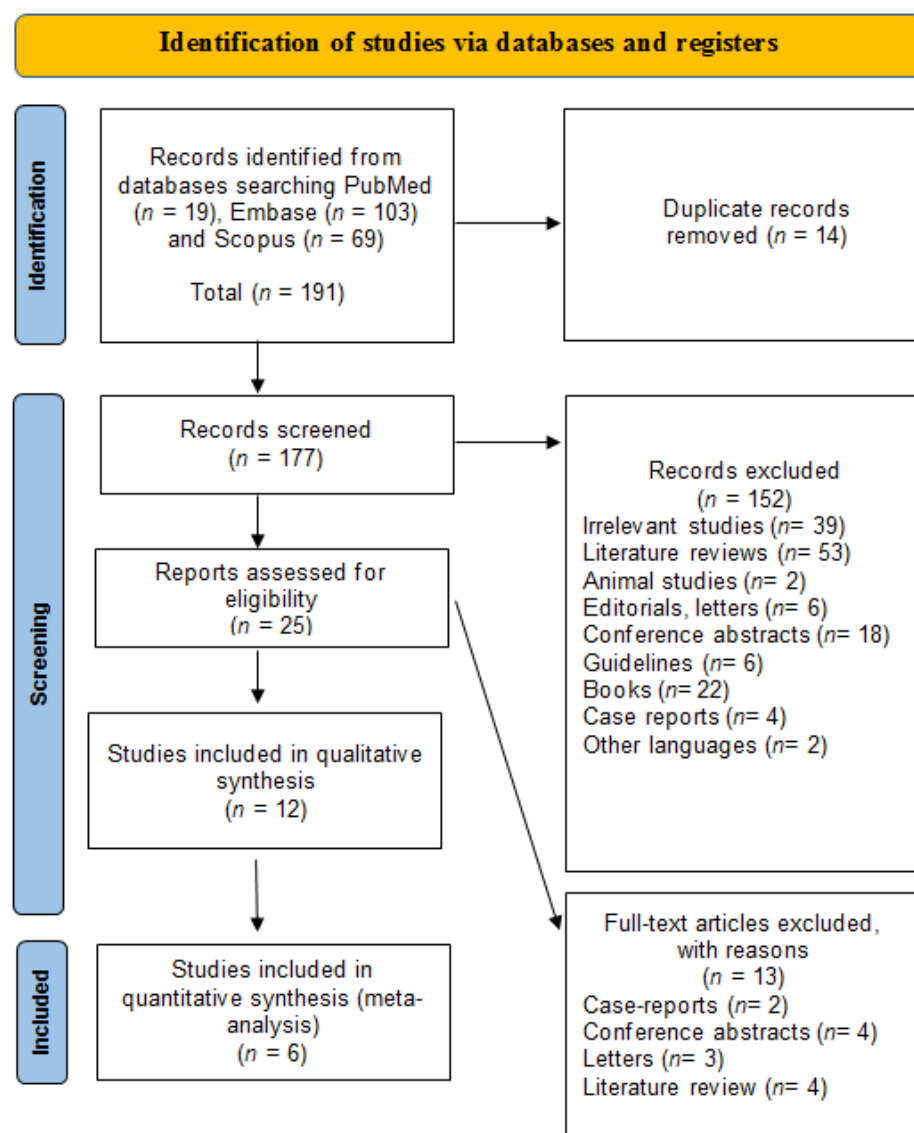 Identification of studies via databases and registers
Identification
Records identified from
databases searching PubMed
(n = 19), Embase (n = 103)
and Scopus (n = 69)
Total (n = 191)
Duplicate records
removed (n = 14)
Screening
Records screened
(n = 177)
Records excluded
(n = 152)
Irrelevant studies (n= 39)
Literature reviews (n= 53)
Animal studies (n= 2)
Editorials, letters (n= 6)
Conference abstracts (n= 18)
Guidelines (n= 6)
Books (n= 22)
Case reports (n= 4)
Other languages (n= 2)
Reports assessed for
eligibility
(n = 25)
Studies included in qualitative
synthesis
(n = 12)
Full-text articles excluded,
with reasons
(n = 13)
Case-reports (n= 2)
Conference abstracts (n= 4)
Letters (n= 3)
Literature review (n= 4)
Included
Studies included in
quantitative synthesis (meta-
analysis)
(n = 6)